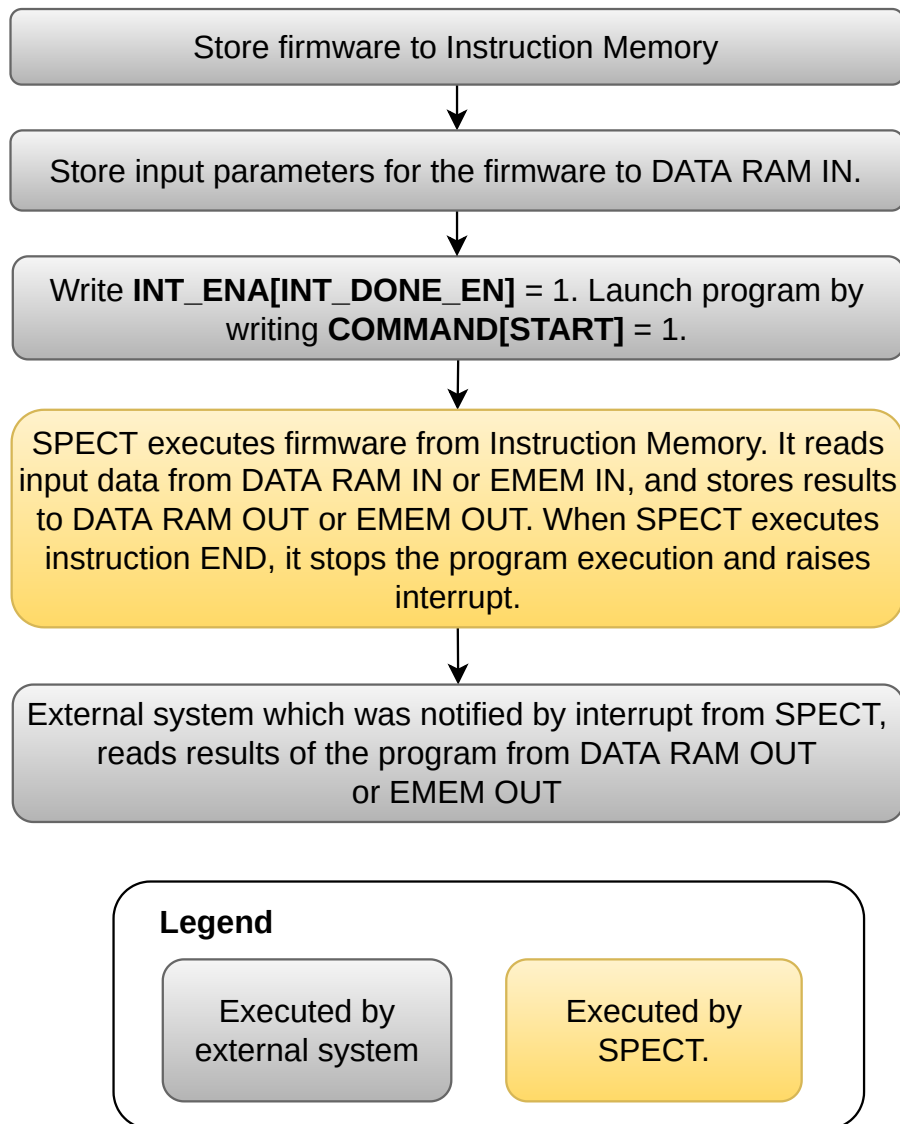 Store firmware to Instruction Memory
Store input parameters for the firmware to DATA RAM IN.
Write INT_ENA[INT_DONE_EN] = 1. Launch program by
writing COMMAND[START] = 1.
SPECT executes firmware from Instruction Memory. It reads
input data from DATA RAM IN or EMEM IN, and stores results
to DATA RAM OUT or EMEM OUT. When SPECT executes
instruction END, it stops the program execution and raises
interrupt.
External system which was notified by interrupt from SPECT,
reads results of the program from DATA RAM OUT
or EMEM OUT
Legend
Executed by
external system
Executed by
SPECT.